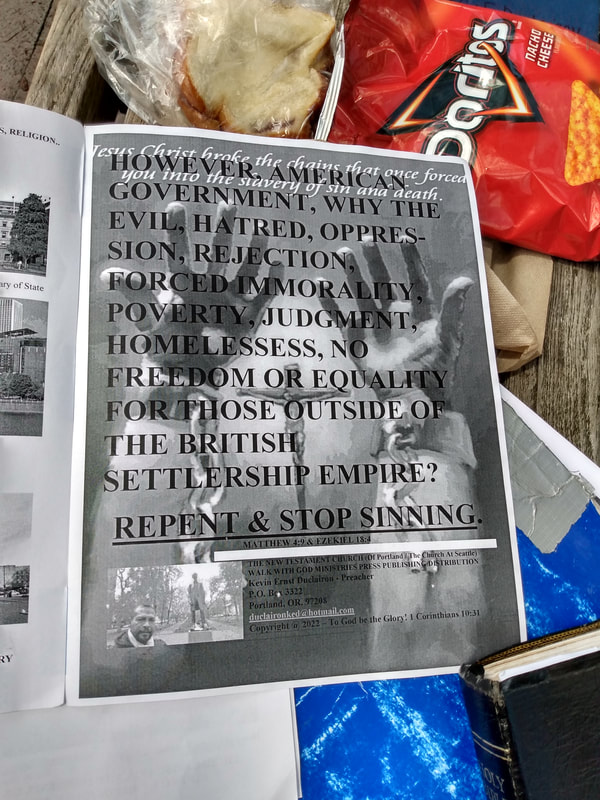 NACHO
CHEESE
Doritos
S, RELIGION..
ary of State
RY
Jesus Christ broke the chains that once forced
you into the slavery of sin and death.
HOWEVER, AMERICAN
GOVERNMENT, WHY THE
EVIL, HATRED, OPPRES-
SION, REJECTION,
FORCED IMMORALITY,
POVERTY, JUDGMENT,
HOMELESSESS, NO
FREEDOM OR EQUALITY
FOR THOSE OUTSIDE OF
THE BRITISH
SETTLERSHIP EMPIRE?
REPENT & STOP SINNING.
MATTHEW 4:9 & EZEKIEL 18:4
THE NEW TESTAMENT CHURCH (Of Portland / The Church At Seattle)
WALK WITH GOD MINISTRIES PRESS PUBLISHING/DISTRIBUTION
Kevin Ernst Duclairon - Preacher
P.O. Box 3322
Portland, OR. 97208
duclaironked@hotmail.com
Copyright @ 2022 – To God be the Glory! 1 Corinthians 10:31
OLY